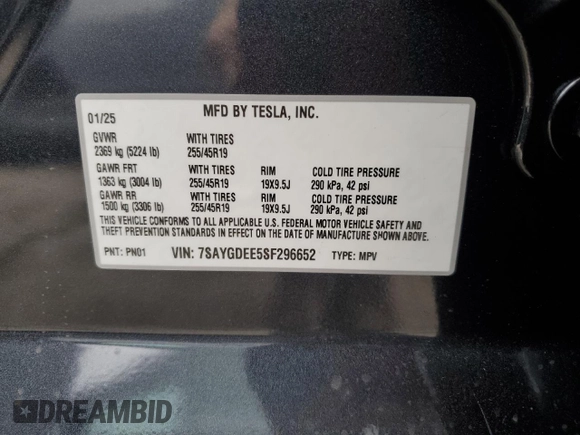 01/25 MFD BY TESLA, INC.
GVWR WITH TIRES
2369 kg (5224 lb) 255/45R19
GAWR FRT WITH TIRES RIM COLD TIRE PRESSURE
1363 kg (3004 lb) 255/45R19 19X9.5J 290 kPa, 42 psi
GAWR RR WITH TIRES RIM COLD TIRE PRESSURE
1500 kg (3306 lb) 255/45R19 19X9.5J 290 kPa, 42 psi
THIS VEHICLE CONFORMS TO ALL APPLICABLE U.S. FEDERAL MOTOR VEHICLE SAFETY AND
THEFT PREVENTION STANDARDS IN EFFECT ON THE DATE OF MANUFACTURE SHOWN ABOVE.
PNT: PN01 VIN: 7SAYGDEE5SF296652 TYPE: MPV
DREAMBID